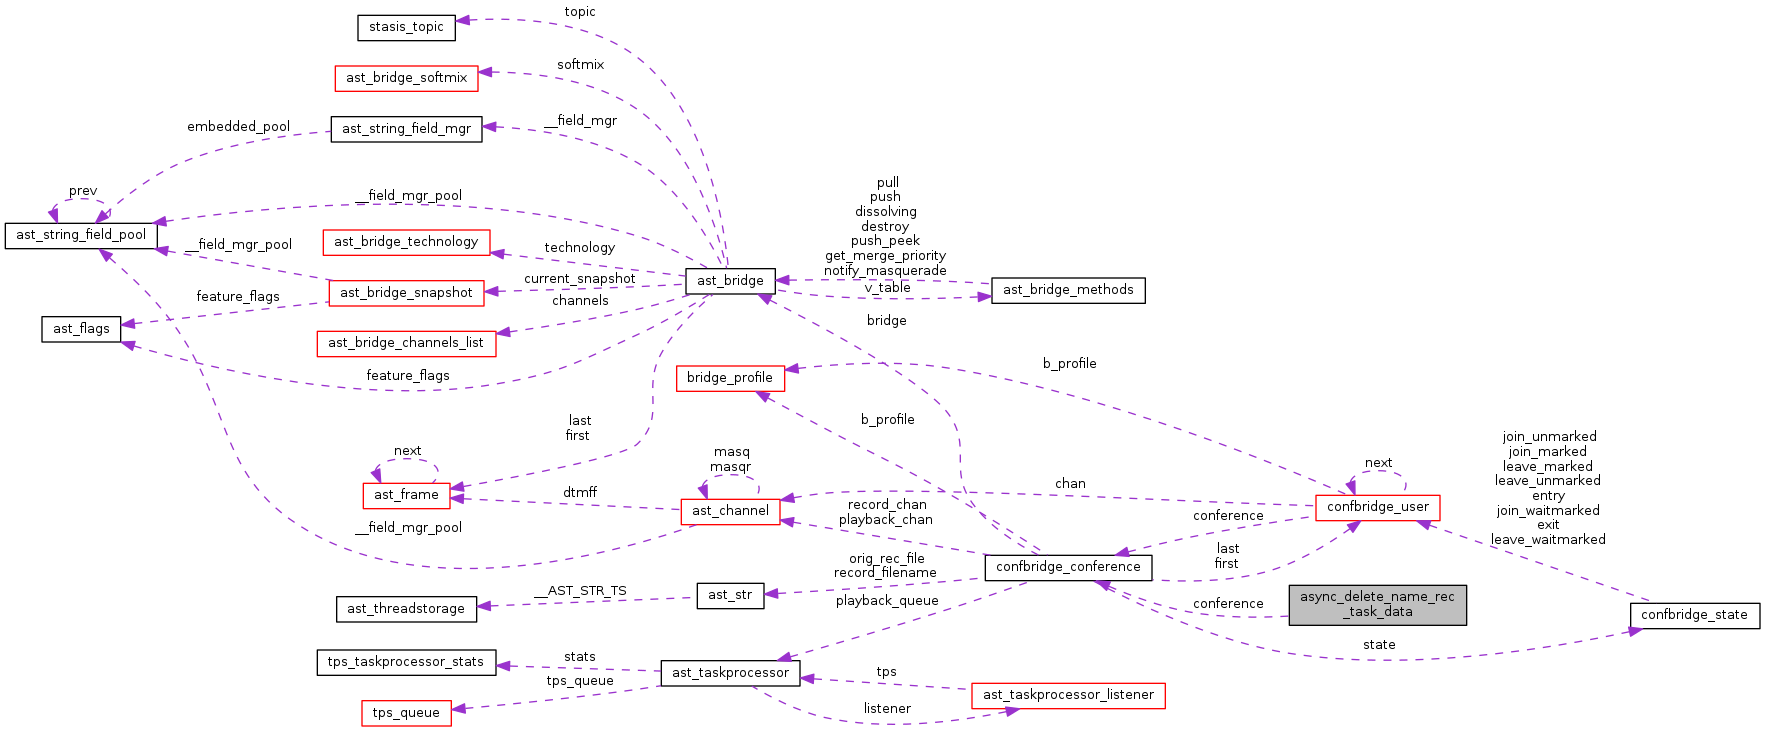 topic
stasis_topic
softmix
ast_bridge_softmix
embedded_pool
ast_string_field_mgr
__field_mgr
pull
push
dissolving
destroy
push_peek
get_merge_priority
notify_masquerade
v_table
prev
__field_mgr_pool
ast_string_field_pool
__field_mgr_pool
ast_bridge_technology
technology
current_snapshot
ast_bridge
ast_bridge_methods
feature_flags
ast_bridge_snapshot
channels
ast_flags
ast_bridge_channels_list
bridge
feature_flags
bridge_profile
b_profile
last
first
b_profile
join_unmarked
join_marked
leave_marked
leave_unmarked
entry
join_waitmarked
exit
leave_waitmarked
next
ast_frame
dtmff
masq
masqr
ast_channel
chan
next
confbridge_user
record_chan
playback_chan
conference
__field_mgr_pool
last
first
orig_rec_file
record_filename
confbridge_conference
ast_threadstorage
__AST_STR_TS
ast_str
playback_queue
conference
async_delete_name_rec
_task_data
confbridge_state
state
tps_taskprocessor_stats
stats
ast_taskprocessor
tps
tps_queue
tps_queue
listener
ast_taskprocessor_listener